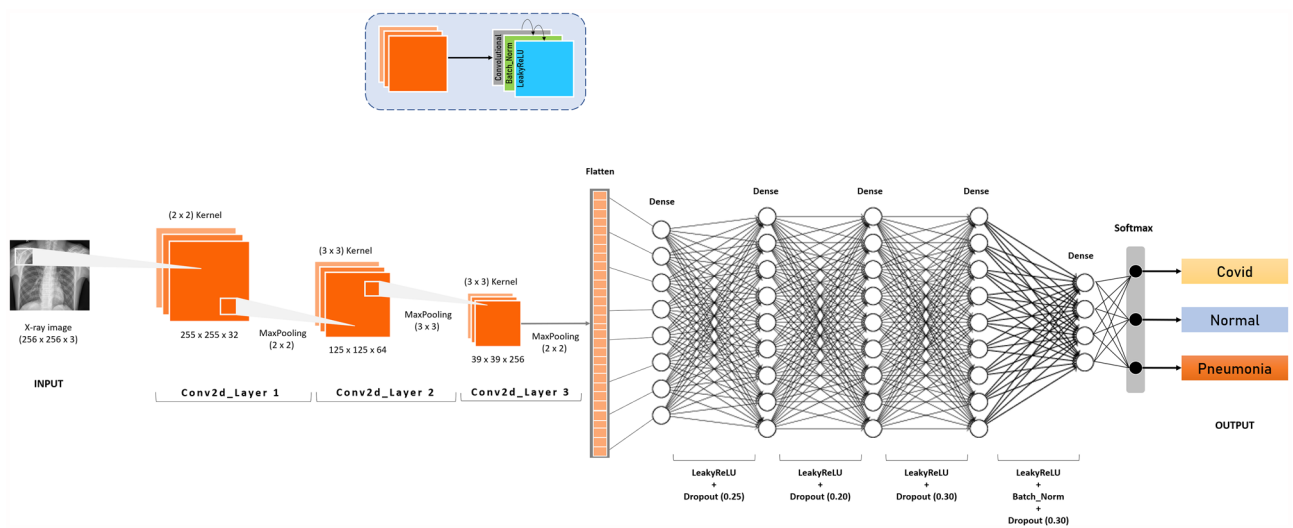 Convolutional
Batch_Norm
LeakyReLU
Flatten
Dense
Dense
Dense
Dense
Dense
Softmax
(2 x 2) Kernel
(3 x 3) Kernel
(3 x 3) Kernel
X-ray image
(256 x 256 x 3)
INPUT
255 x 255 x 32
MaxPooling
(2 x 2)
125 x 125 x 64
MaxPooling
(3 x 3)
39 x 39 x 256
MaxPooling
(2 x 2)
Conv2d_Layer 1
Conv2d_Layer 2
Conv2d_Layer 3
Covid
Normal
Pneumonia
OUTPUT
LeakyReLU
+
Dropout (0.25)
LeakyReLU
+
Dropout (0.20)
LeakyReLU
+
Dropout (0.30)
LeakyReLU
+
Batch_Norm
+
Dropout (0.30)